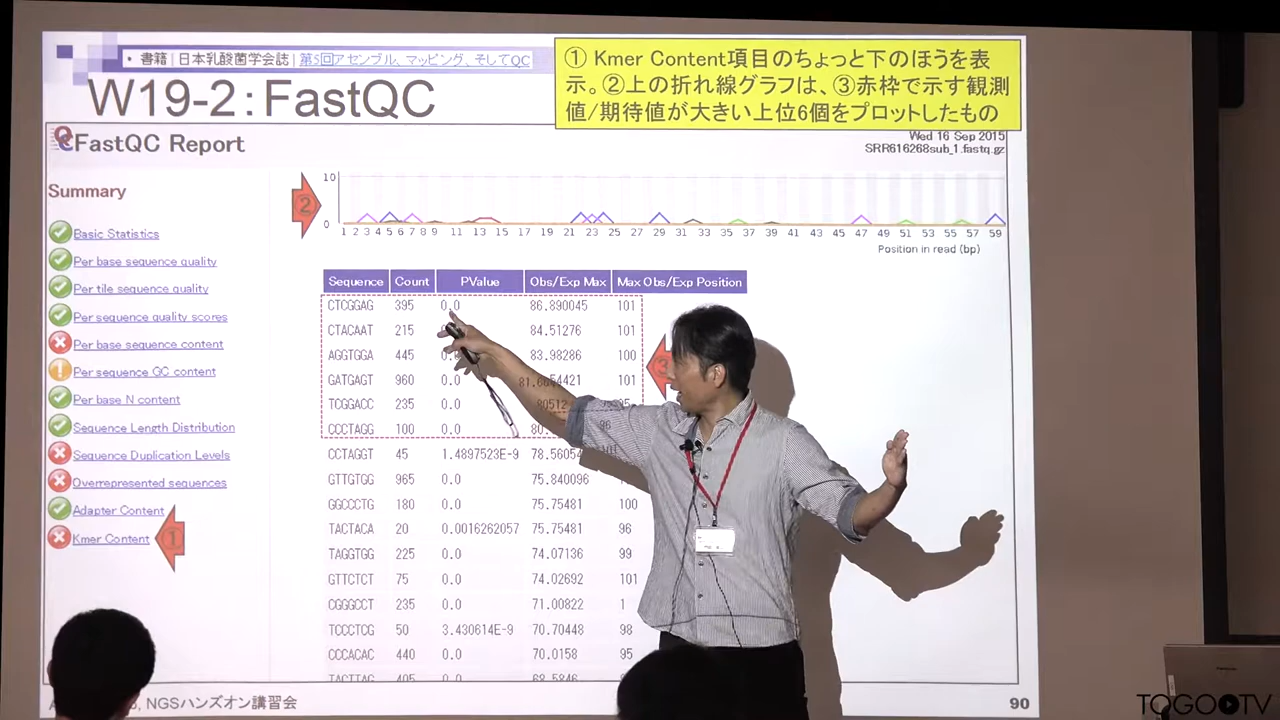 ・書籍｜日本乳酸菌学会誌｜第5回アセンブル、マッピング、そしてQC
W19-2：FastQC
① Kmer Content項目のちょっと下のほうを表
示。②上の折れ線グラフは、③赤枠で示す観測
値/期待値が大きい上位6個をプロットしたもの
FastQC Report
Wed 16 Sep 2015
SRR616268sub_1.fastq.gz
Summary
Basic Statistics
Per base sequence quality
Per tile sequence quality
Per sequence quality scores
Per base sequence content
Per sequence GC content
Per base N content
Sequence Length Distribution
Sequence Duplication Levels
Overrepresented sequences
Adapter Content
Kmer Content
①
②
10
0
1 2 3 4 5 6 7 8 9 11 13 15 17 19 21 23 25 27 29 31 33 35 37 39 41 43 45 47 49 51 53 55 57 59
Position in read (bp)
Sequence Count PValue Obs/Exp Max Max Obs/Exp Position
CTCGGAG 395 0.0 86.890045 101
CTACAAT 215 84.51276 101
AGGTGGA 445 0.0 83.98286 100
③
GATGAGT 960 0.0 101
TCGGACC 235 0.0
CCCTAGG 100 0.0
CCTAGGT 45 1.4897523E-9
GTTGTGG 965 0.0 75.840096
GGCCCTG 180 0.0 75.75481 100
TACTACA 20 0.0016262057 75.75481 96
TAGGTGG 225 0.0 74.07136 99
GTTCTCT 75 0.0 74.02692 101
CGGGCCT 235 0.0 71.00822 1
TCCCTCG 50 3.430614E-9 70.70448 98
CCCACAC 440 0.0 70.0158 95
TACTTAC 405 0.0 68.5846
NGSハンズオン講習会
90
TOGOTV